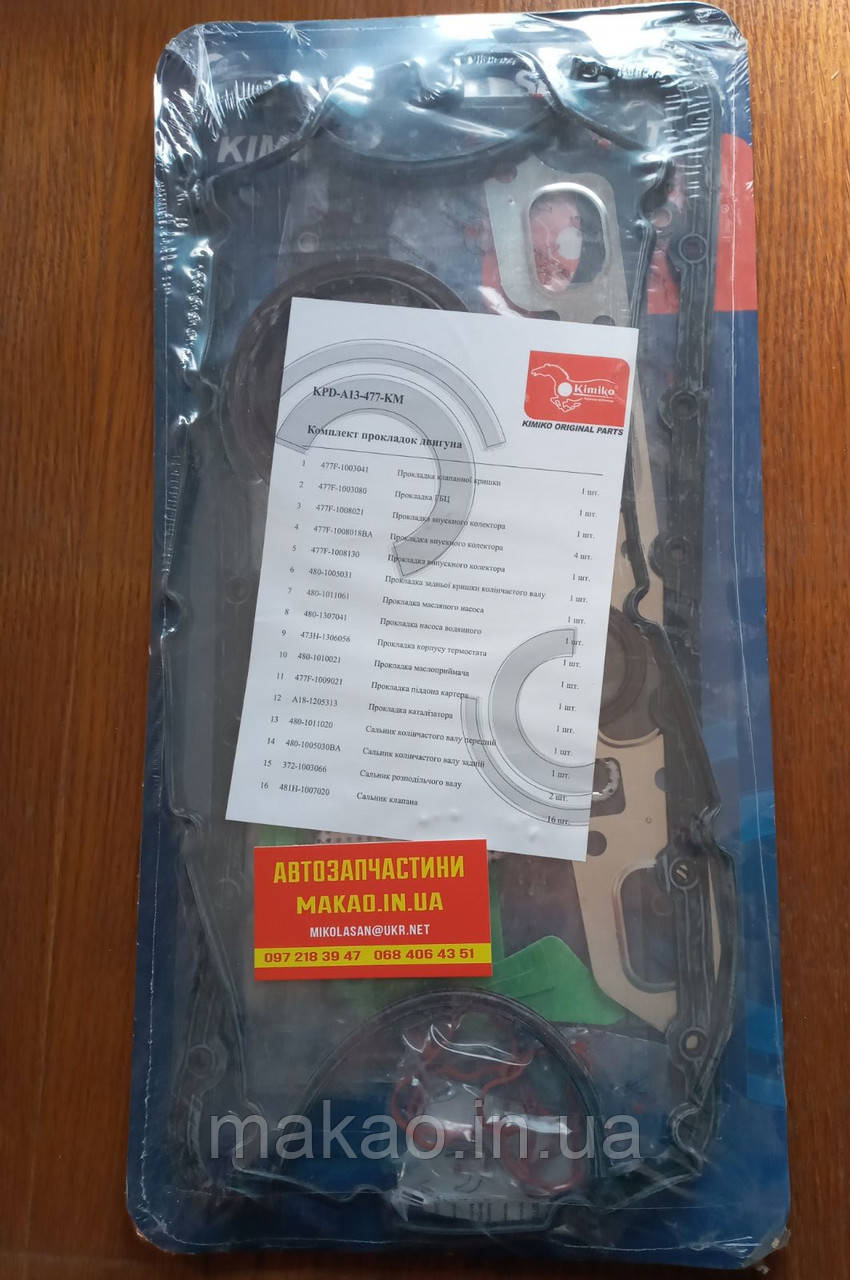 KIM
KPD-A13-477-KM
Kimiko
KIMIKO ORIGINAL PARTS
Комплект прокладок двигуна
1 477F-1003041 Прокладка клапанної кришки 1 шт.
2 477F-1003080 Прокладка ГБЦ 1 шт.
3 477F-1008021 Прокладка впускного колектора 1 шт.
4 477F-1008018BA Прокладка впускного колектора 4 шт.
5 477F-1008130 Прокладка випускного колектора 1 шт.
6 480-1005031 Прокладка задньої кришки колінчастого валу 1 шт.
7 480-1011061 Прокладка масляного насоса 1 шт.
8 480-1307041 Прокладка насоса водяного 1 шт.
9 473H-1306056 Прокладка корпусу термостата 1 шт.
10 480-1010021 Прокладка маслоприймача 1 шт.
11 477F-1009021 Прокладка піддона картера 1 шт.
12 A18-1205313 Прокладка каталізатора 1 шт.
13 480-1011020 Сальник колінчастого валу передній 1 шт.
14 480-1005030BA Сальник колінчастого валу задній 1 шт.
15 372-1003066 Сальник розподільчого валу 2 шт.
16 481H-1007020 Сальник клапана 16 шт.
АВТОЗАПЧАСТИНИ
MAKAO.IN.UA
MIKOLASAN@UKR.NET
097 218 39 47 068 406 43 51
makao.in.ua